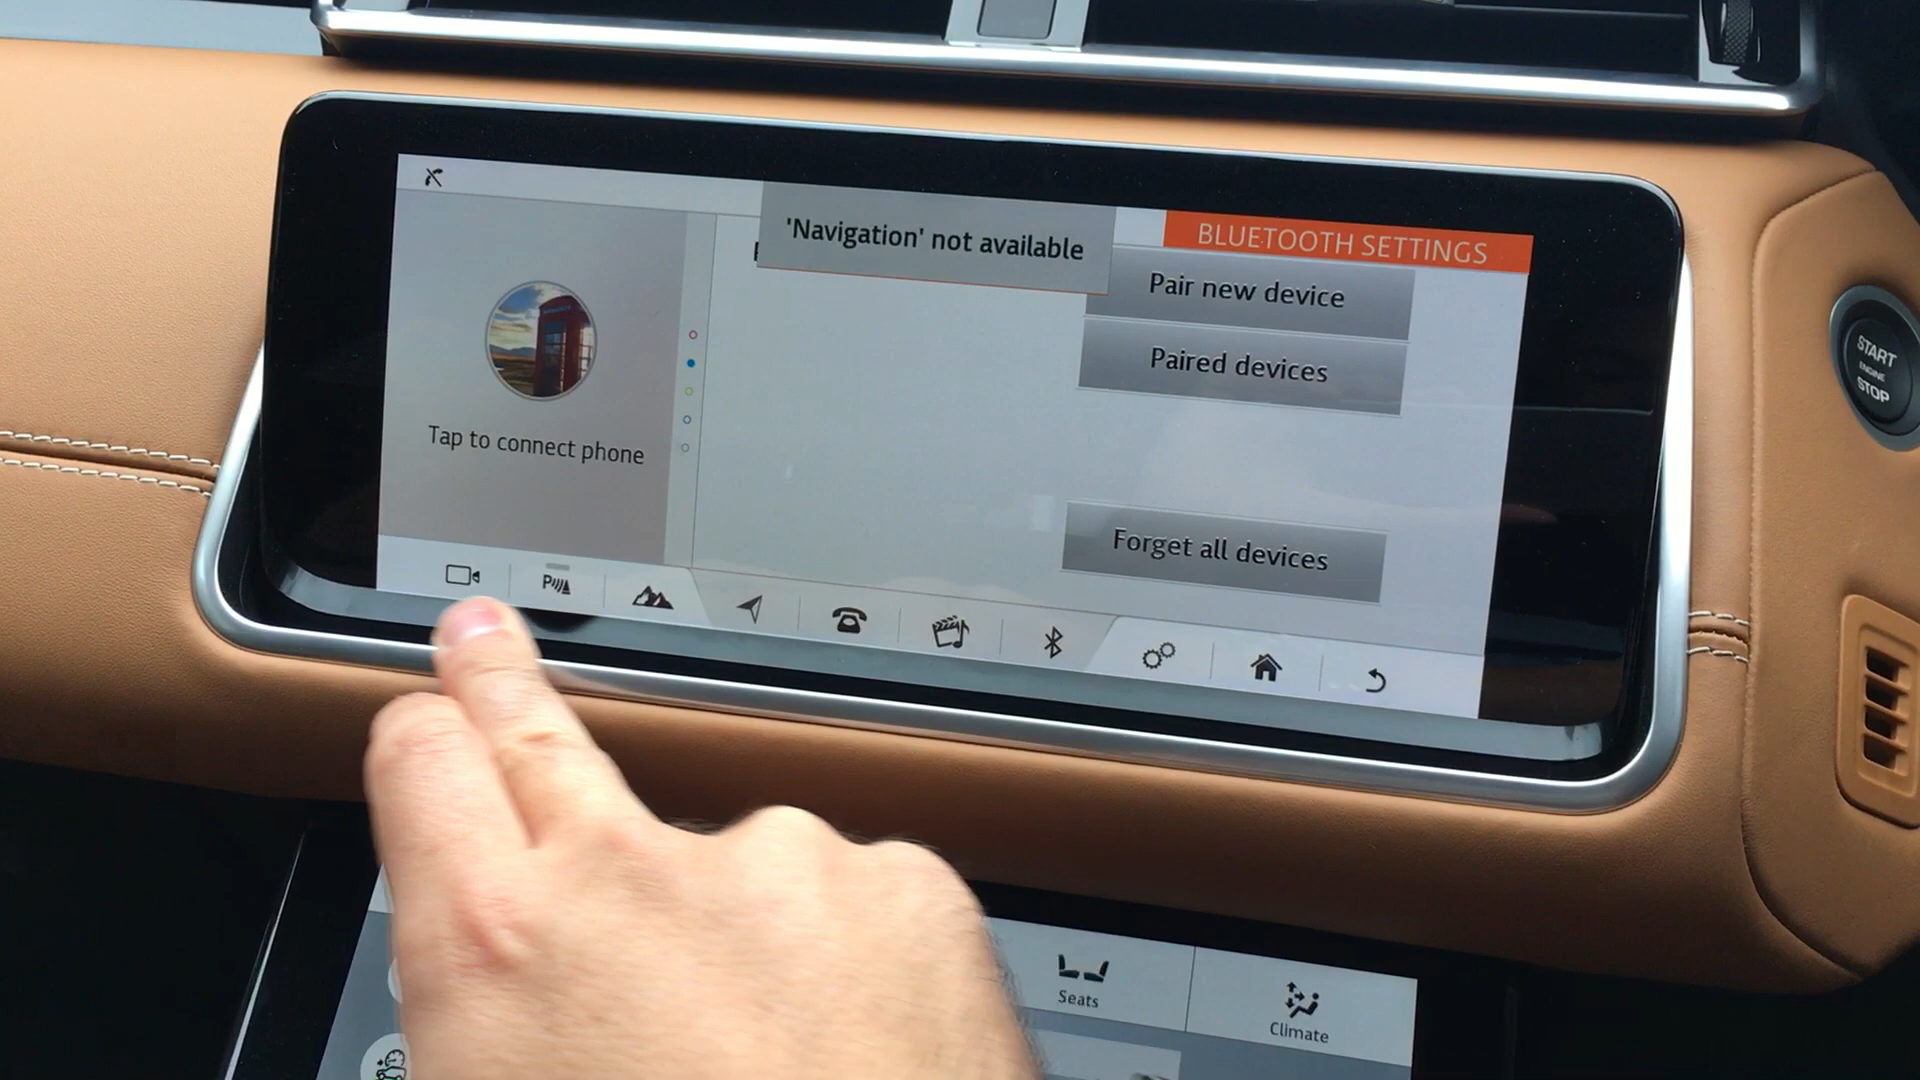 'Navigation' not available
BLUETOOTH SETTINGS
Pair new device
Paired devices
Tap to connect phone
Forget all devices
P
START
ENGINE
STOP
Seats
Climate